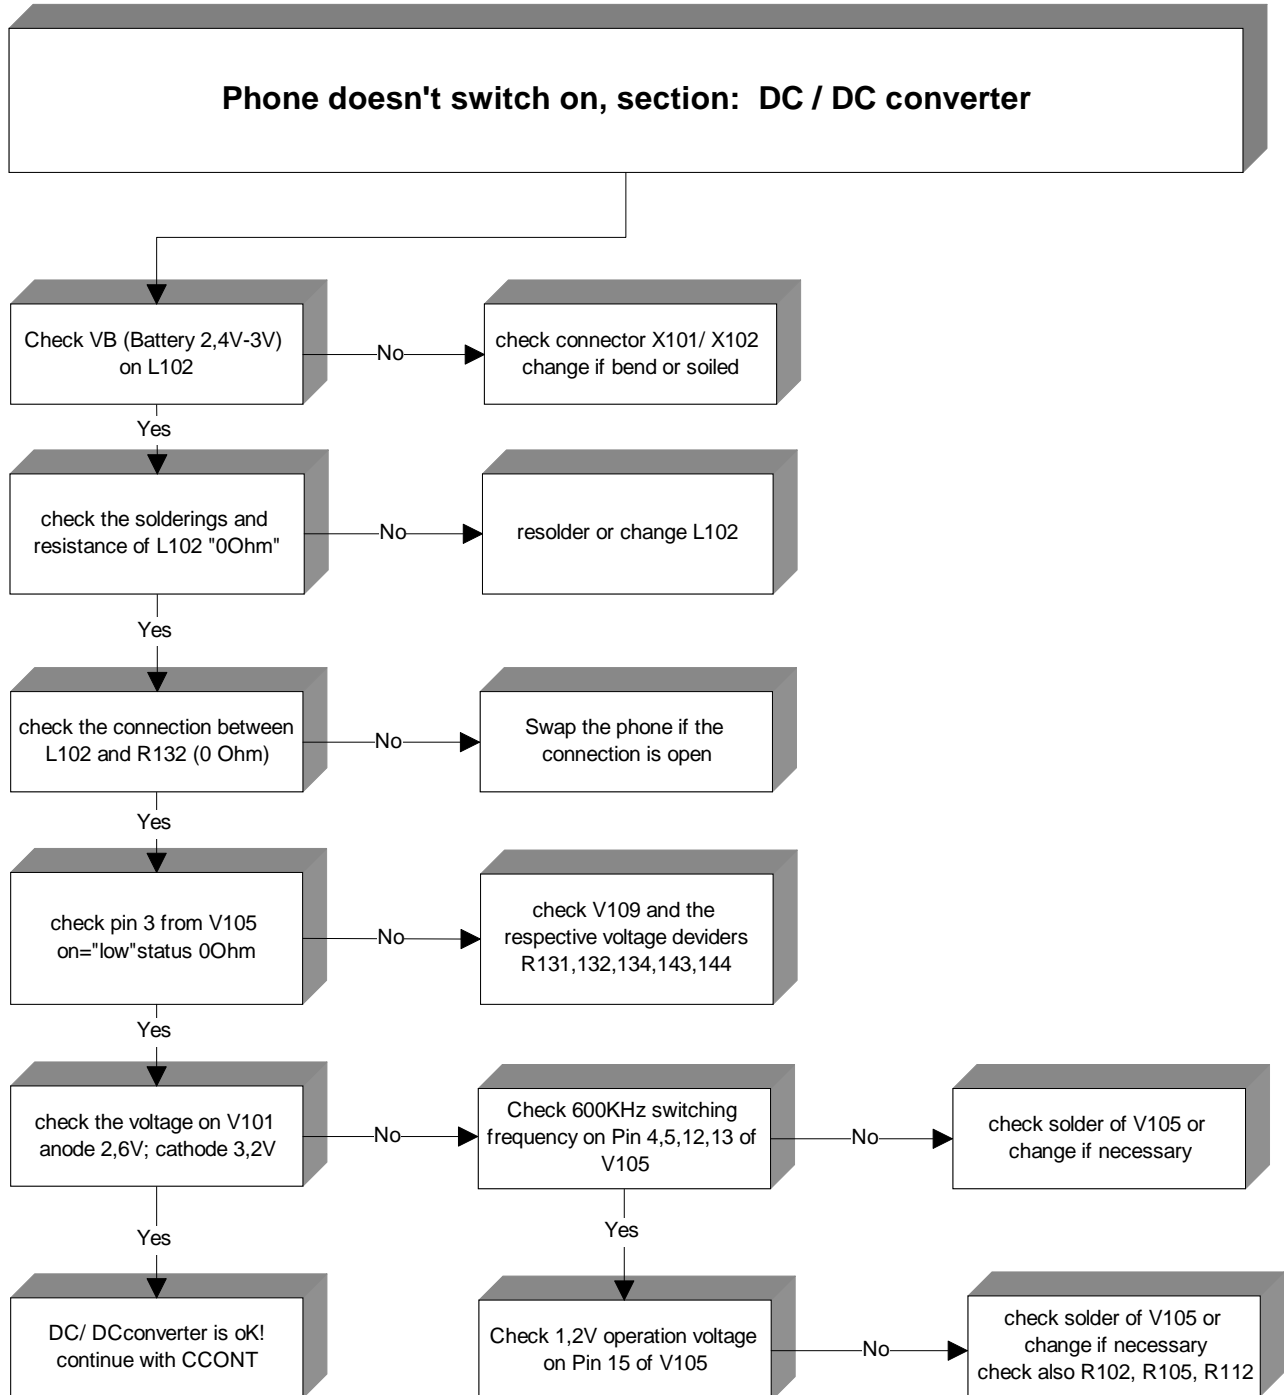 Phone doesn't switch on, section:  DC / DC converter
Check VB (Battery 2,4V-3V)
on L102
No
check connector X101/ X102
change if bend or soiled
Yes
check the solderings and
resistance of L102 "0Ohm"
No
resolder or change L102
Yes
check the connection between
L102 and R132 (0 Ohm)
No
Swap the phone if the
connection is open
Yes
check pin 3 from V105
on="low"status 0Ohm
No
check V109 and the
respective voltage deviders
R131,132,134,143,144
Yes
check the voltage on V101
anode 2,6V; cathode 3,2V
No
Check 600KHz switching
frequency on Pin 4,5,12,13 of
V105
No
check solder of V105 or
change if necessary
Yes
Yes
DC/ DCconverter is oK!
continue with CCONT
Check 1,2V operation voltage
on Pin 15 of V105
No
check solder of V105 or
change if necessary
check also R102, R105, R112